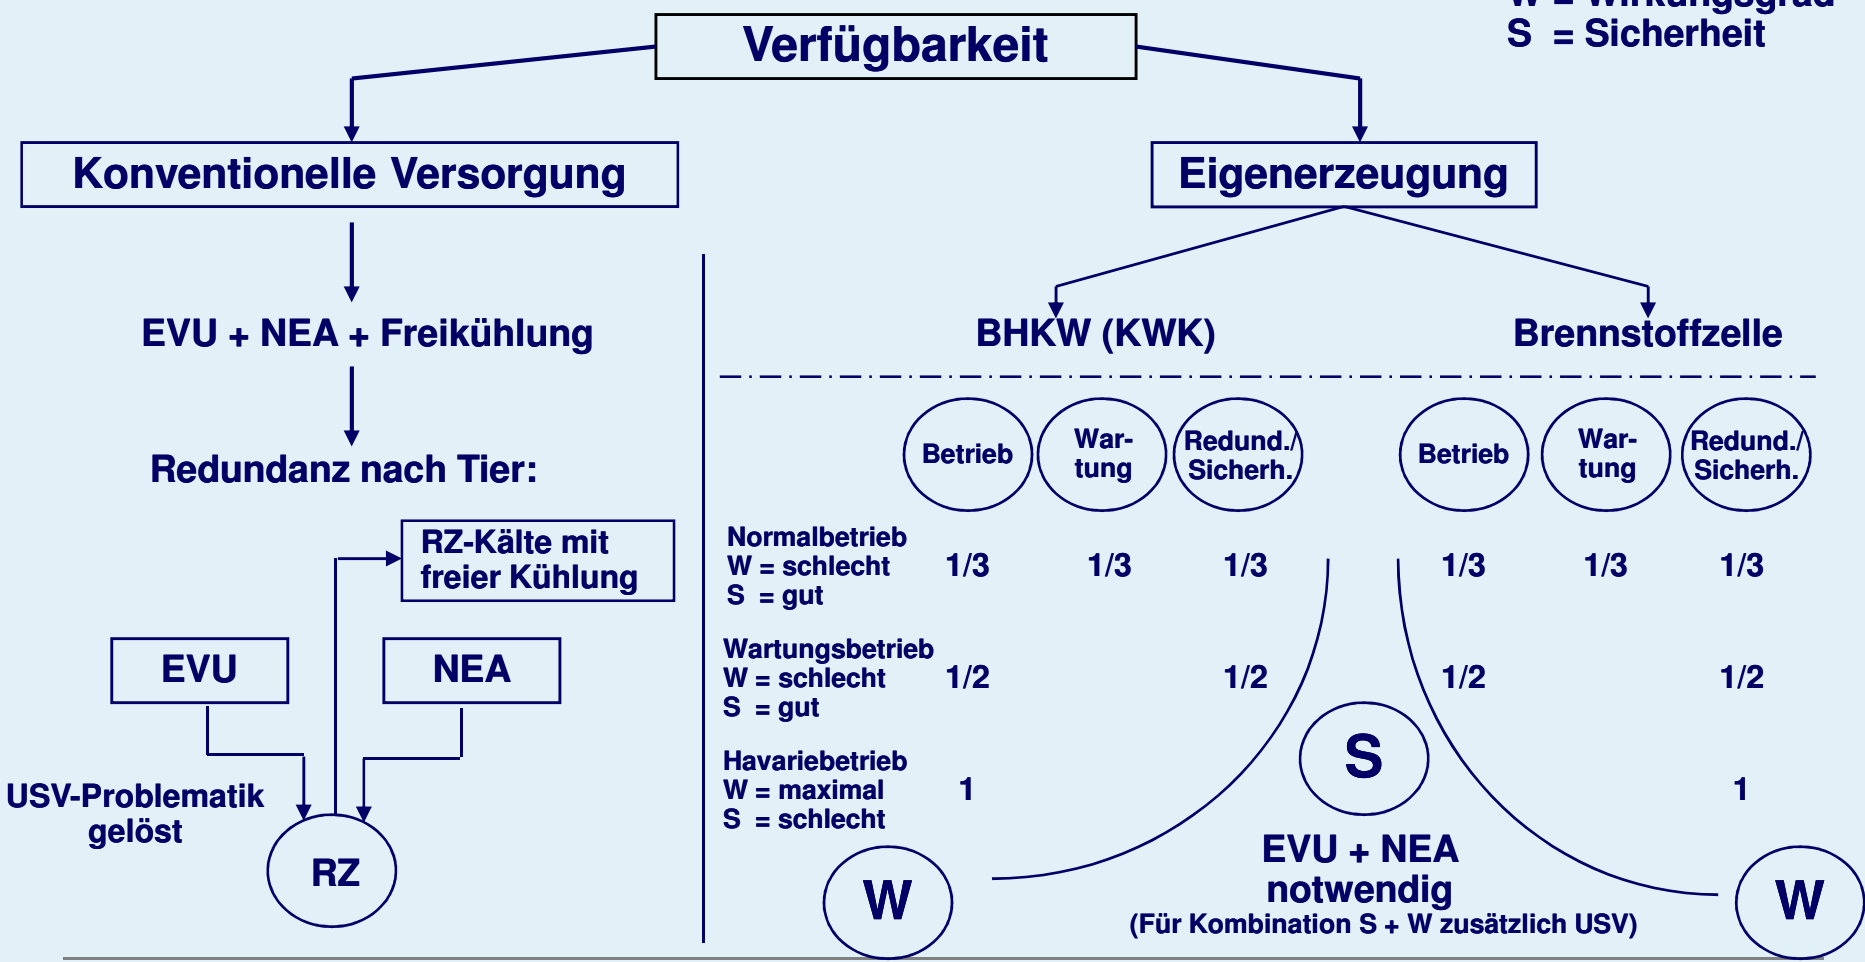 W = Wirkungsgrad
S = Sicherheit
Verfügbarkeit
Konventionelle Versorgung
Eigenerzeugung
EVU + NEA + Freikühlung
Redundanz nach Tier:
RZ-Kälte mit
freier Kühlung
EVU
NEA
USV-Problematik
gelöst
RZ
BHKW (KWK)
Brennstoffzelle
Betrieb
War-
tung
Redund./
Sicherh.
Betrieb
War-
tung
Redund./
Sicherh.
Normalbetrieb
W = schlecht
S = gut
1/3 1/3 1/3 1/3 1/3 1/3
Wartungsbetrieb
W = schlecht
S = gut
1/2 1/2 1/2 1/2
Havariebetrieb
W = maximal
S = schlecht
1 1
S
W
EVU + NEA
notwendig
(Für Kombination S + W zusätzlich USV)
W